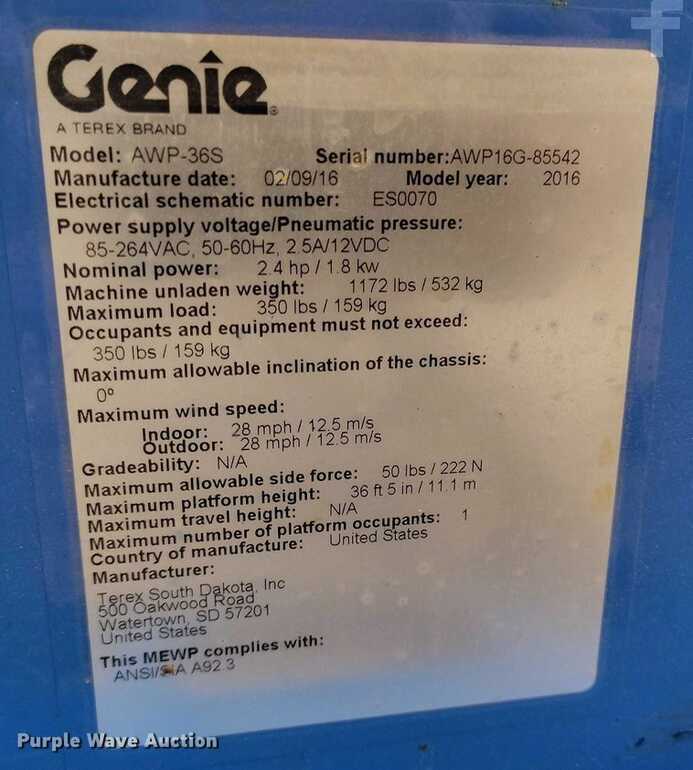 Genie®
A TEREX BRAND
Model: AWP-36S Serial number:AWP16G-85542
Manufacture date: 02/09/16 Model year: 2016
Electrical schematic number: ES0070
Power supply voltage/Pneumatic pressure:
85-264VAC, 50-60Hz, 2.5A/12VDC
Nominal power: 2.4 hp / 1.8 kw
Machine unladen weight: 1172 lbs / 532 kg
Maximum load: 350 lbs / 159 kg
Occupants and equipment must not exceed:
350 lbs / 159 kg
Maximum allowable inclination of the chassis:
0º
Maximum wind speed:
Indoor: 28 mph / 12.5 m/s
Outdoor: 28 mph / 12.5 m/s
Gradeability: N/A
Maximum allowable side force: 50 lbs / 222 N
Maximum platform height: 36 ft 5 in / 11.1 m
Maximum travel height: N/A
Maximum number of platform occupants: 1
Country of manufacture: United States
Manufacturer:
Terex South Dakota, Inc
500 Oakwood Road
Watertown, SD 57201
United States
This MEWP complies with:
ANSI/SIA A92.3
Purple Wave Auction